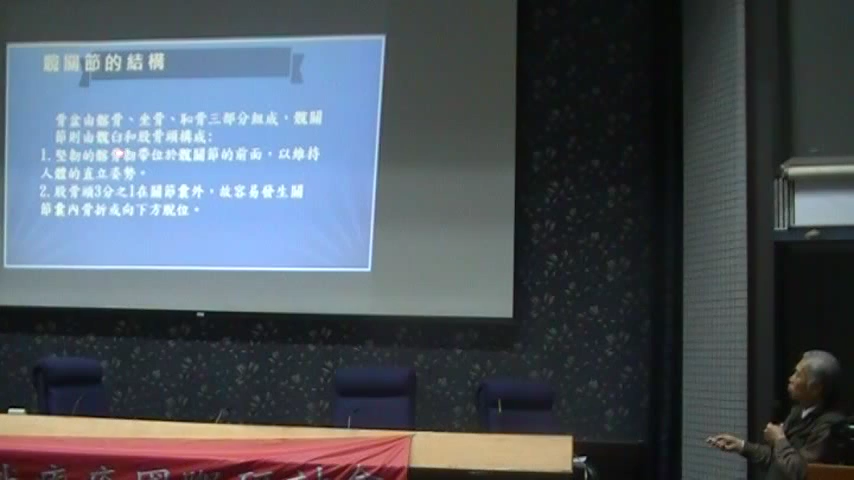 髖關節的結構
骨盆由髂骨、坐骨、恥骨三部分組成，髖關
節則由髖臼和股骨頭構成：
1. 堅韌的髂骨韌帶位於髖關節的前面，以維持
人體的直立姿勢。
2. 股骨頭3分之1在關節囊外，故容易發生關
節囊內骨折或向下方脫位。